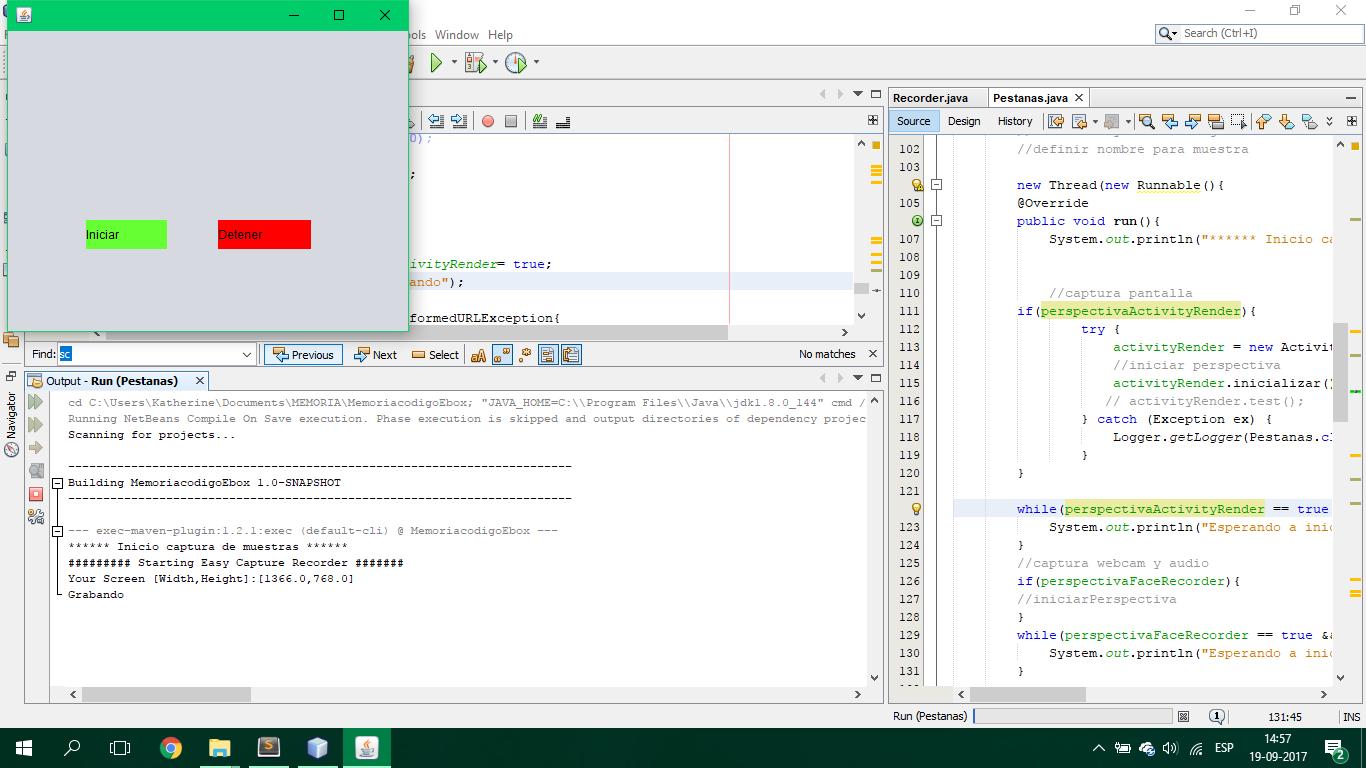 ols Window Help
Search (Ctrl+I)
Iniciar Detener
0);
;
ivityRender= true;
ando");
formedURLException{
Find: sc Previous Next Select No matches
Output - Run (Pestanas)
cd C:\Users\Katherine\Documents\MEMORIA\MemoriacodigoEbox; "JAVA_HOME=C:\\Program Files\\Java\\jdk1.8.0_144" cmd /
Running NetBeans Compile On Save execution. Phase execution is skipped and output directories of dependency projec
Scanning for projects...
------------------------------------------------------------------------
Building MemoriacodigoEbox 1.0-SNAPSHOT
------------------------------------------------------------------------
--- exec-maven-plugin:1.2.1:exec (default-cli) @ MemoriacodigoEbox ---
****** Inicio captura de muestras ******
######### Starting Easy Capture Recorder #######
Your Screen [Width,Height]:[1366.0,768.0]
Grabando
Navigator
Recorder.java Pestanas.java
Source Design History
102 //definir nombre para muestra
103
new Thread(new Runnable(){
105 @Override
public void run(){
107 System.out.println("****** Inicio ca
108
109
110 //captura pantalla
111 if(perspectivaActivityRender){
112 try {
113 activityRender = new Activit
114 //iniciar perspectiva
115 activityRender.inicializar()
116 // activityRender.test();
117 } catch (Exception ex) {
118 Logger.getLogger(Pestanas.cl
119 }
120 }
121
while(perspectivaActivityRender == true
123 System.out.println("Esperando a inic
124 }
125 //captura webcam y audio
126 if(perspectivaFaceRecorder){
127 //iniciarPerspectiva
128 }
129 while(perspectivaFaceRecorder == true &&
130 System.out.println("Esperando a inic
131 }
Run (Pestanas) 1 131:45 INS
ESP 14:57
19-09-2017 2